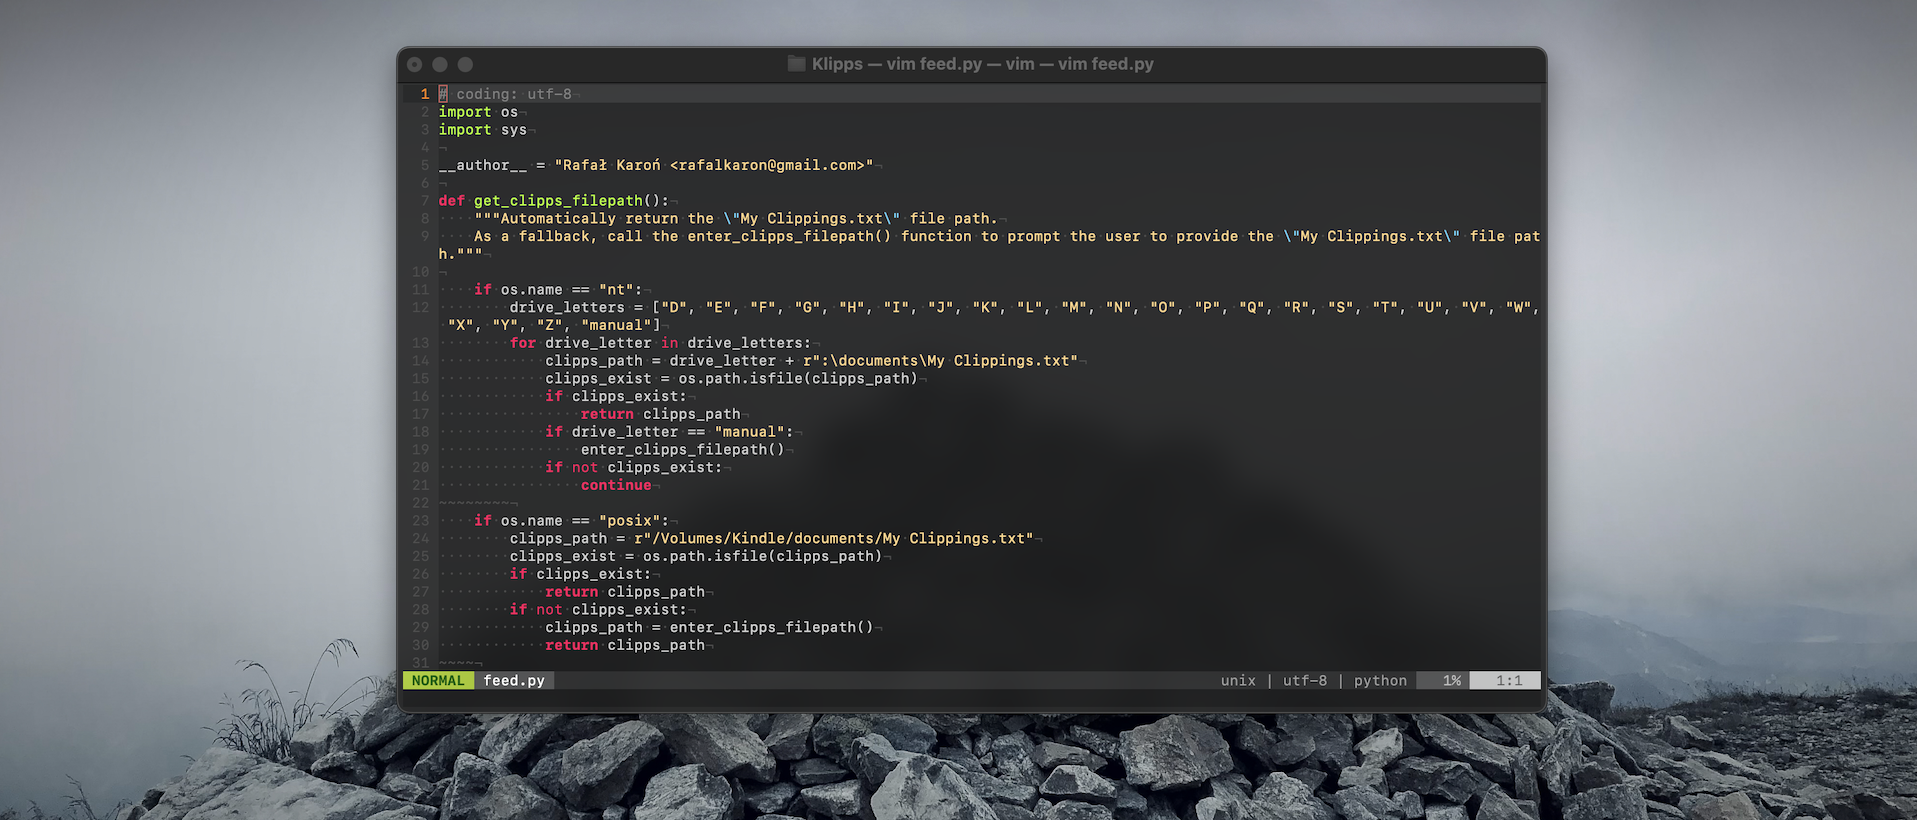 Klipps — vim feed.py — vim — vim feed.py
1 # coding: utf-8¬
2 import os¬
3 import sys¬
4 ¬
5 __author__ = "Rafał Karoń <rafalkaron@gmail.com>"¬
6 ¬
7 def get_clipps_filepath():¬
8 ····"""Automatically return the \"My Clippings.txt\" file path.¬
9 ····As a fallback, call the enter_clipps_filepath() function to prompt the user to provide the \"My Clippings.txt\" file pat
h."""¬
10 ¬
11 ····if os.name == "nt":¬
12 ········drive_letters = ["D", "E", "F", "G", "H", "I", "J", "K", "L", "M", "N", "O", "P", "Q", "R", "S", "T", "U", "V", "W",
"X", "Y", "Z", "manual"]¬
13 ········for drive_letter in drive_letters:¬
14 ············clipps_path = drive_letter + r":\documents\My Clippings.txt"¬
15 ············clipps_exist = os.path.isfile(clipps_path)¬
16 ············if clipps_exist:¬
17 ················return clipps_path¬
18 ············if drive_letter == "manual":¬
19 ················enter_clipps_filepath()¬
20 ············if not clipps_exist:¬
21 ················continue¬
22 ~~~~~~~~¬
23 ····if os.name == "posix":¬
24 ········clipps_path = r"/Volumes/Kindle/documents/My Clippings.txt"¬
25 ········clipps_exist = os.path.isfile(clipps_path)¬
26 ········if clipps_exist:¬
27 ············return clipps_path¬
28 ········if not clipps_exist:¬
29 ············clipps_path = enter_clipps_filepath()¬
30 ············return clipps_path¬
31 ~~~~¬
NORMAL feed.py unix | utf-8 | python 1% 1:1